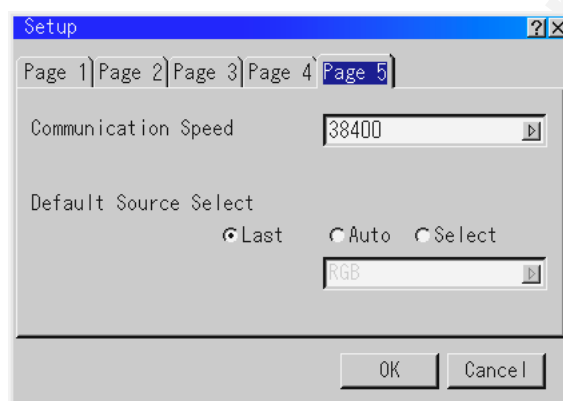 Setup ? ×
Page 1 Page 2 Page 3 Page 4 Page 5
Communication Speed 38400
Default Source Select
Last Auto Select
RGB
OK Cancel